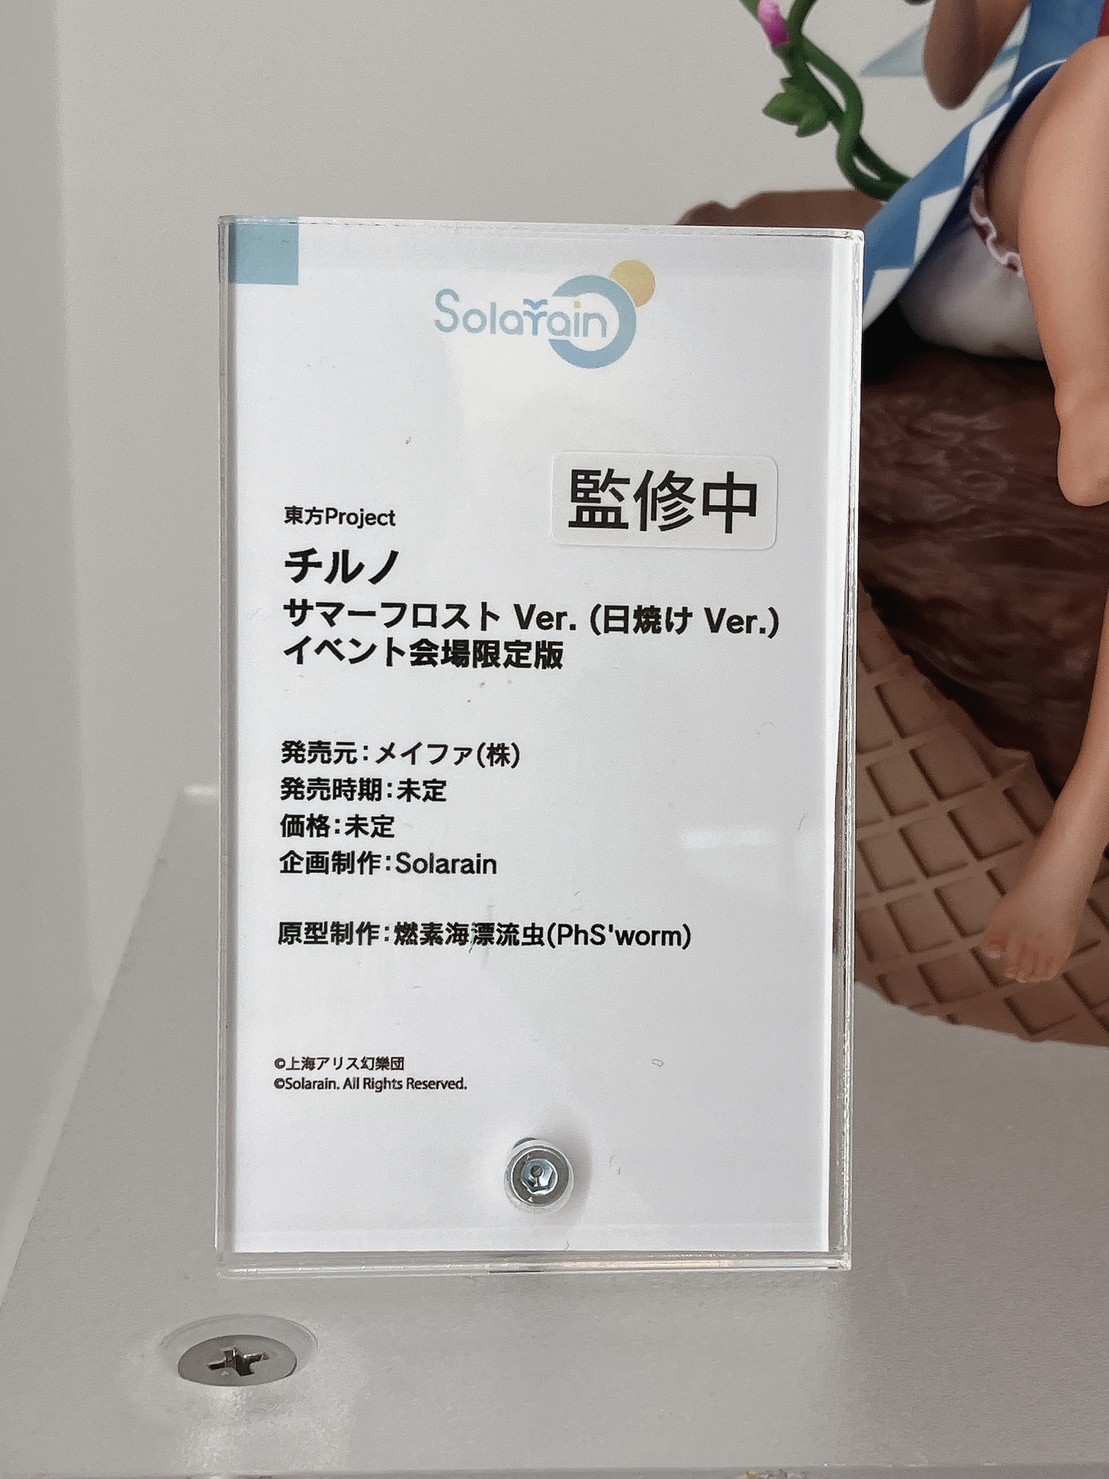 Solarain
監修中
東方Project
チルノ
サマーフロスト Ver. (日焼け Ver.)
イベント会場限定版
発売元：メイファ(株)
発売時期：未定
価格：未定
企画制作：Solarain
原型制作：燃素海漂流虫(PhS'worm)
©上海アリス幻樂団
©Solarain. All Rights Reserved.